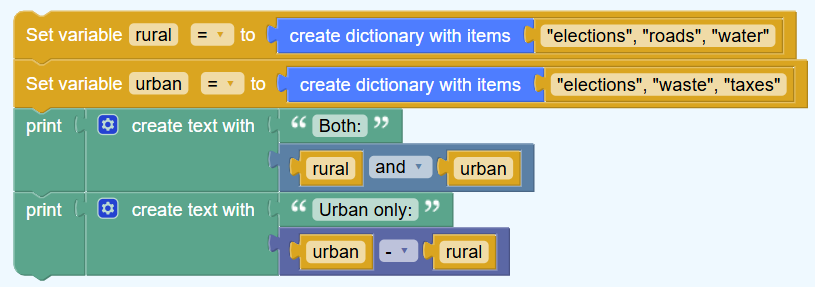 Set variable rural = to create dictionary with items "elections", "roads", "water"
Set variable urban = to create dictionary with items "elections", "waste", "taxes"
print create text with “ Both: ”
rural and urban
print create text with “ Urban only: ”
urban - rural